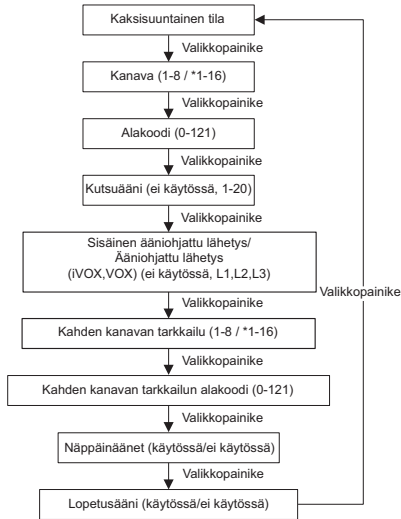 Kaksisuuntainen tila
Valikkopainike
Kanava (1-8 / *1-16)
Valikkopainike
Alakoodi (0-121)
Valikkopainike
Kutsuääni (ei käytössä, 1-20)
Valikkopainike
Sisäinen ääniohjattu lähetys/
Ääniohjattu lähetys
(iVOX,VOX) (ei käytössä, L1,L2,L3)
Valikkopainike
Valikkopainike
Kahden kanavan tarkkailu (1-8 / *1-16)
Valikkopainike
Kahden kanavan tarkkailun alakoodi (0-121)
Valikkopainike
Näppäinäänet (käytössä/ei käytössä)
Valikkopainike
Lopetusääni (käytössä/ei käytössä)